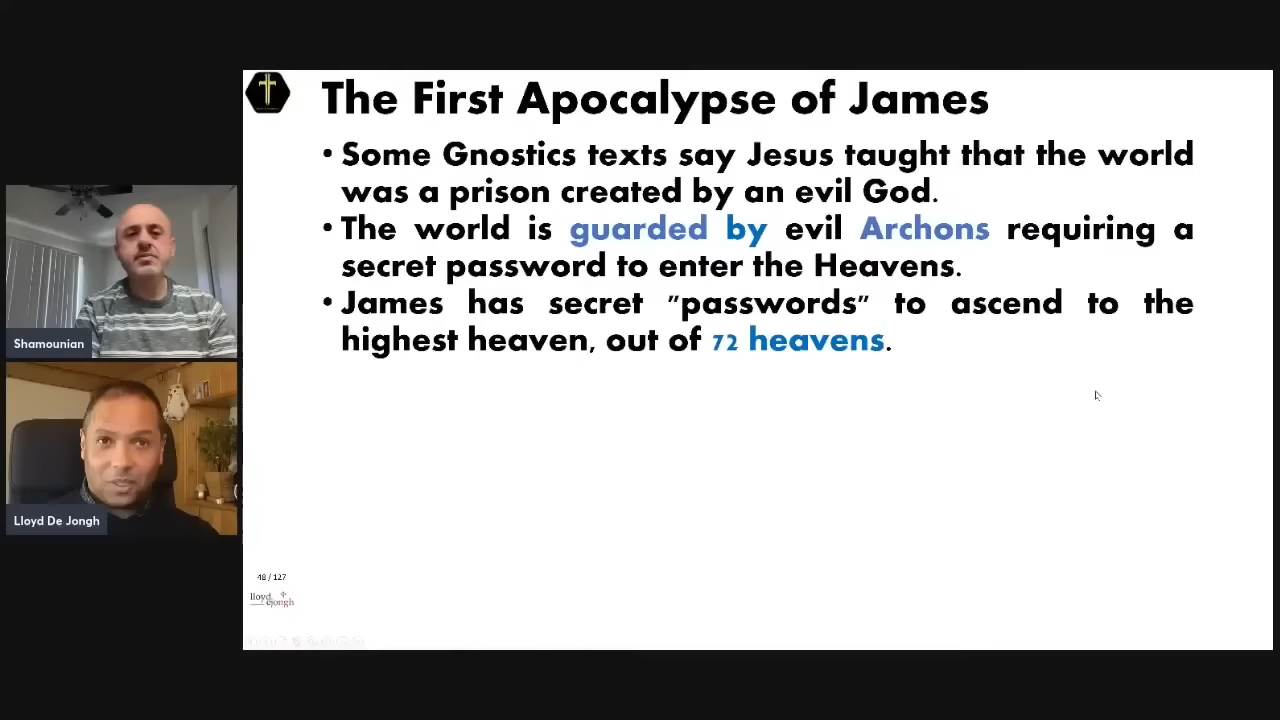 The First Apocalypse of James
• Some Gnostics texts say Jesus taught that the world
was a prison created by an evil God.
• The world is guarded by evil Archons requiring a
secret password to enter the Heavens.
• James has secret "passwords" to ascend to the
highest heaven, out of 72 heavens.
Shamounian
Lloyd De Jongh
48 / 127
lloyd
ejongh